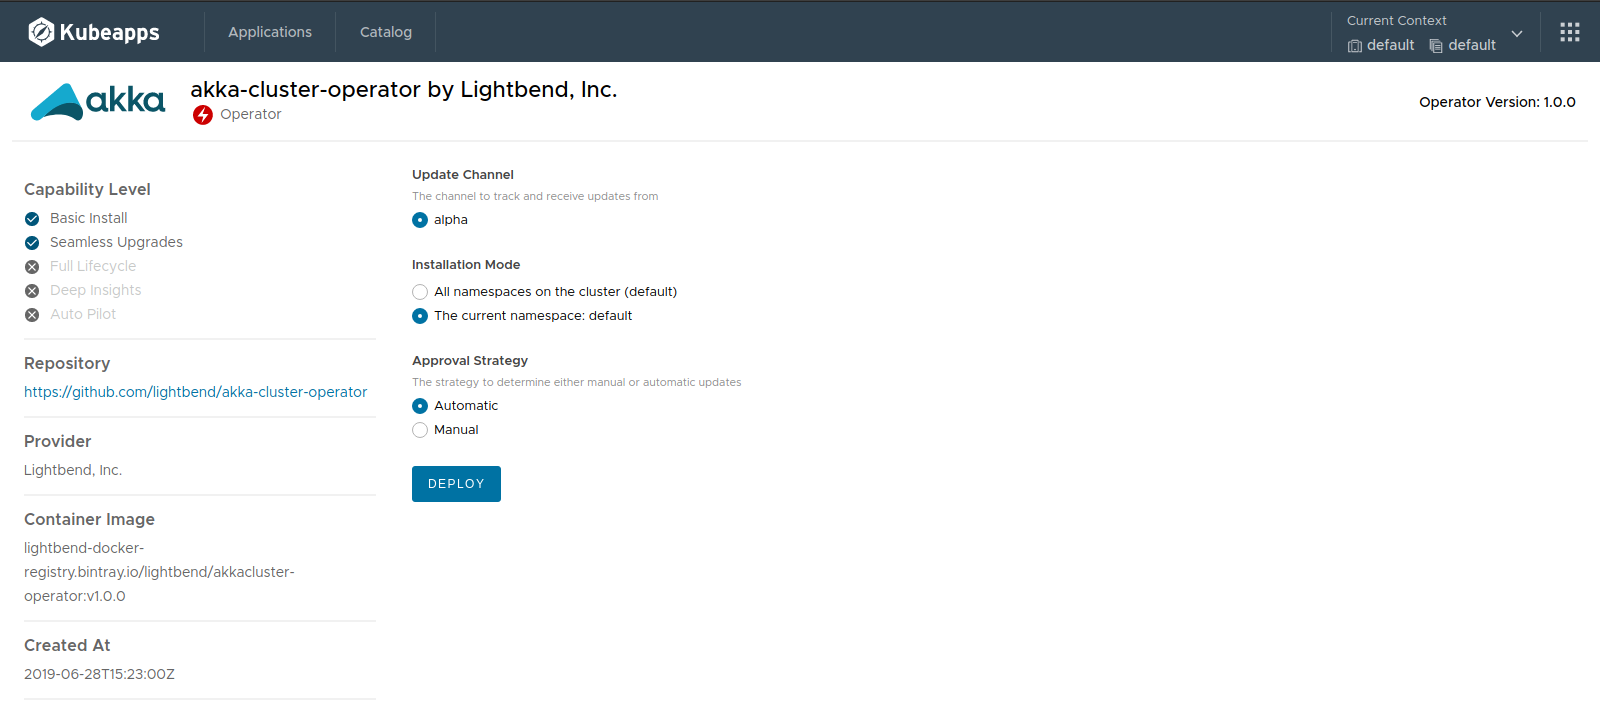 Kubeapps
Applications
Catalog
Current Context
default default
akka
akka-cluster-operator by Lightbend, Inc.
Operator
Operator Version: 1.0.0
Capability Level
Basic Install
Seamless Upgrades
Full Lifecycle
Deep Insights
Auto Pilot
Repository
https://github.com/lightbend/akka-cluster-operator
Provider
Lightbend, Inc.
Container Image
lightbend-docker-
registry.bintray.io/lightbend/akkacluster-
operator:v1.0.0
Created At
2019-06-28T15:23:00Z
Update Channel
The channel to track and receive updates from
alpha
Installation Mode
All namespaces on the cluster (default)
The current namespace: default
Approval Strategy
The strategy to determine either manual or automatic updates
Automatic
Manual
DEPLOY